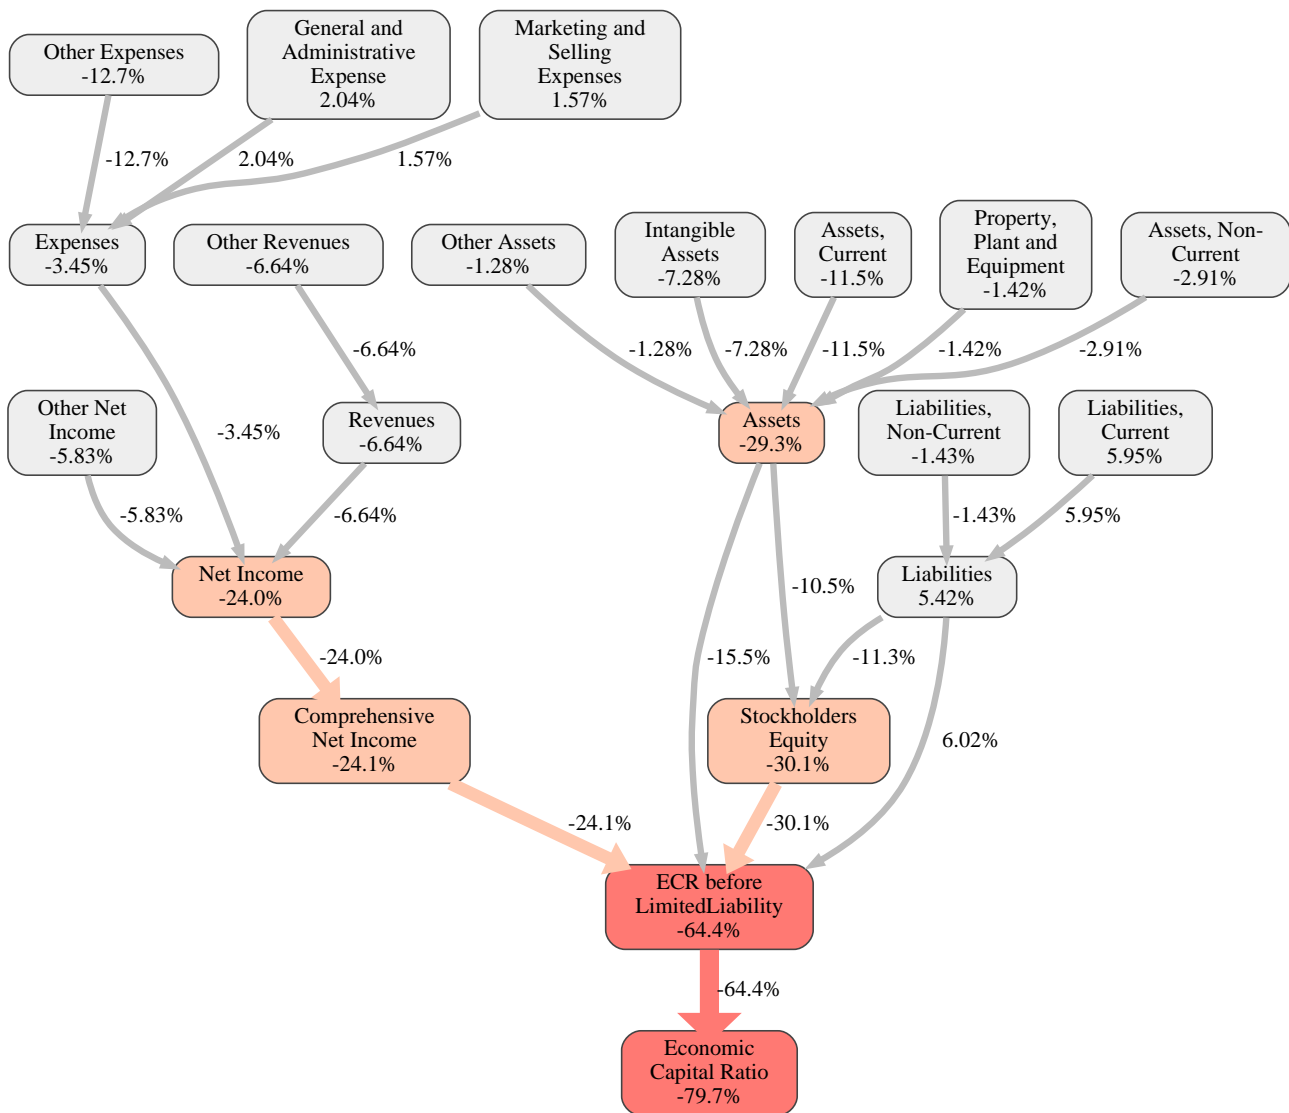 Other Expenses
-12.7%
General and
Administrative
Expense
2.04%
Marketing and
Selling
Expenses
1.57%
-12.7%
2.04%
1.57%
Expenses
-3.45%
Other Revenues
-6.64%
Other Assets
-1.28%
Intangible
Assets
-7.28%
Assets,
Current
-11.5%
Property,
Plant and
Equipment
-1.42%
Assets, Non-
Current
-2.91%
-6.64%
-1.28%
-7.28%
-11.5%
-1.42%
-2.91%
Other Net
Income
-5.83%
-3.45%
Revenues
-6.64%
Assets
-29.3%
Liabilities,
Non-Current
-1.43%
Liabilities,
Current
5.95%
-5.83%
-6.64%
-1.43%
5.95%
Net Income
-24.0%
-10.5%
Liabilities
5.42%
-24.0%
-15.5%
-11.3%
Comprehensive
Net Income
-24.1%
Stockholders
Equity
-30.1%
6.02%
-24.1%
-30.1%
ECR before
LimitedLiability
-64.4%
-64.4%
Economic
Capital Ratio
-79.7%